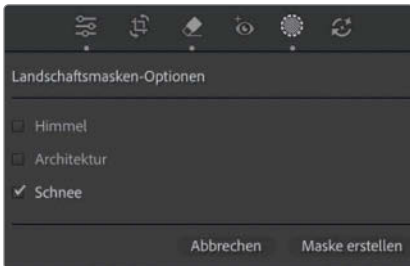 Landschaftsmasken-Optionen
Himmel
Architektur
Schnee
Abbrechen Maske erstellen